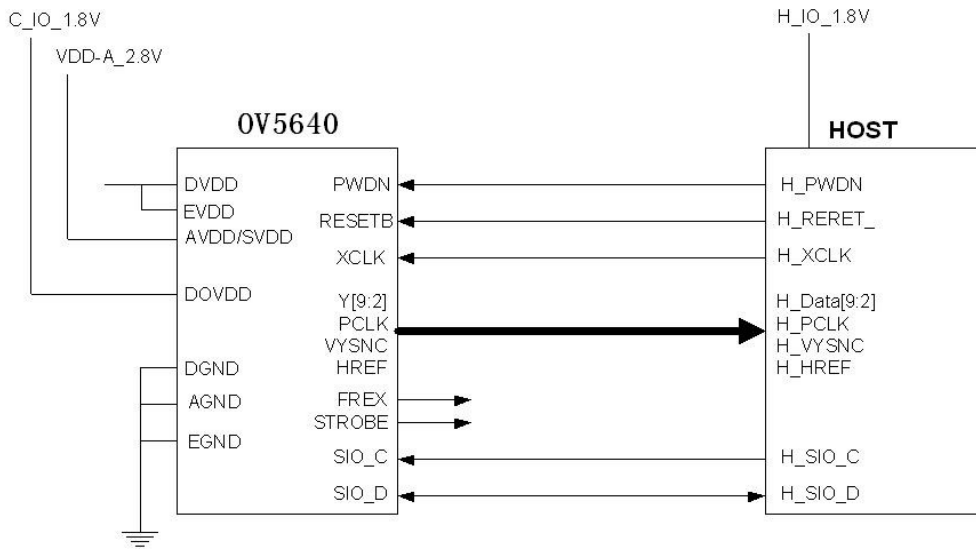 C_IO_1.8V
H_IO_1.8V
VDD-A_2.8V
OV5640
HOST
DVDD
PWDN
H_PWDN
EVDD
RESETB
H_RERET_
AVDD/SVDD
XCLK
H_XCLK
DOVDD
Y[9:2]
H_Data[9:2]
PCLK
H_PCLK
VYSNC
H_VYSNC
DGND
HREF
H_HREF
AGND
FREX
STROBE
EGND
SIO_C
H_SIO_C
SIO_D
H_SIO_D